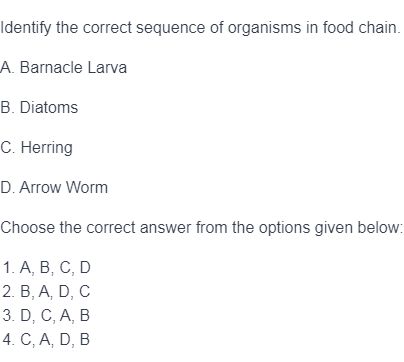 Identify the correct sequence of organisms in food chain.
A. Barnacle Larva
B. Diatoms
C. Herring
D. Arrow Worm
Choose the correct answer from the options given below:
1. A, B, C, D
2. B, A, D, C
3. D, C, A, B
4. C, A, D, B